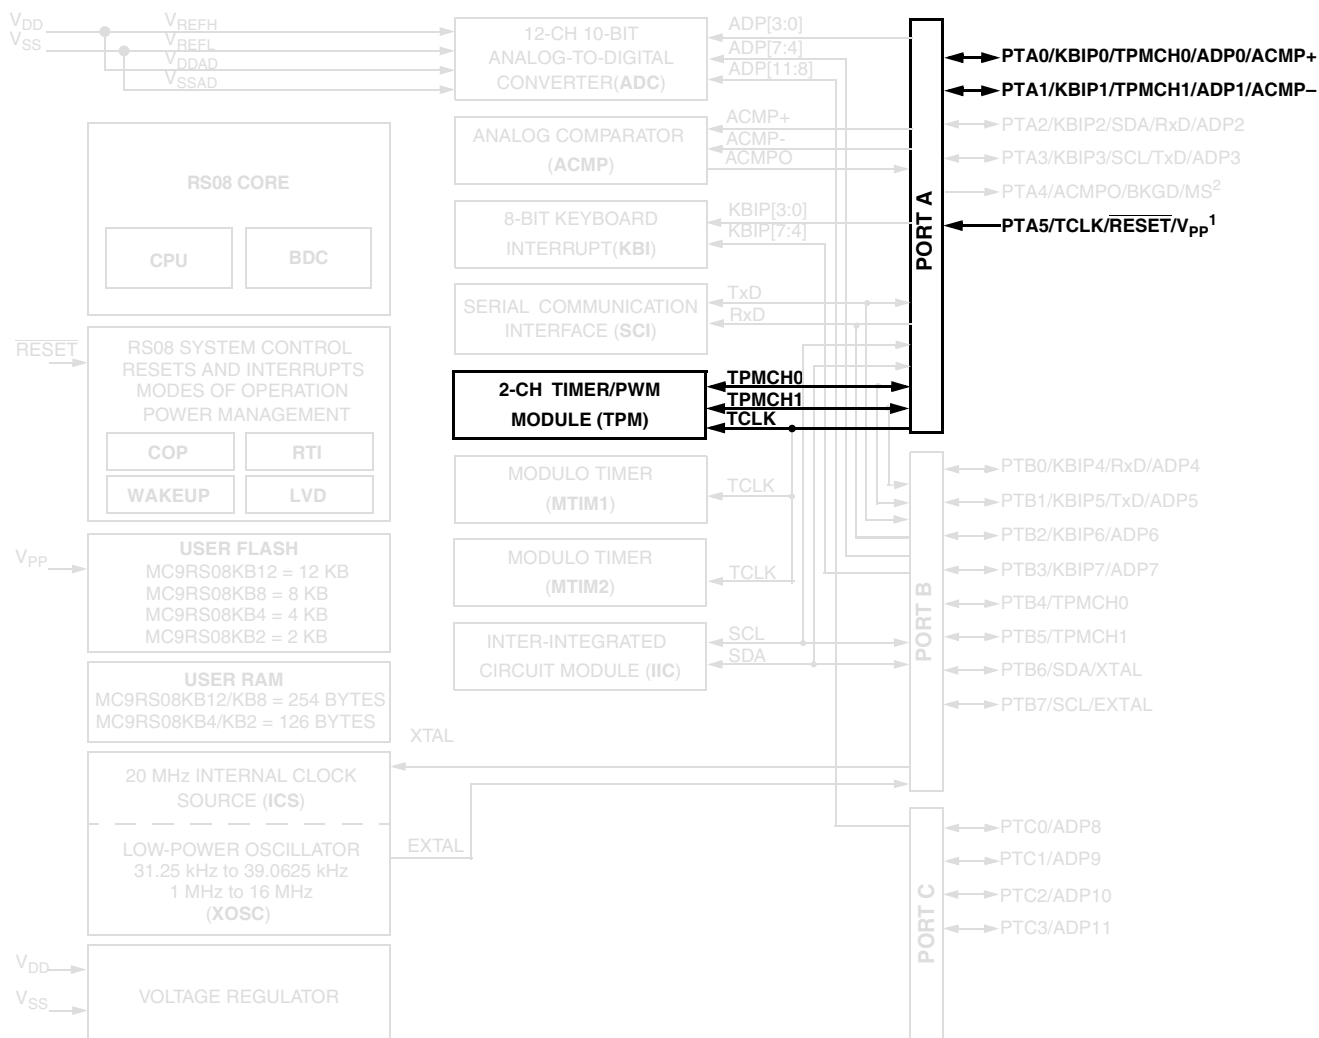 VDD
VSS
VREFH
VREFL
VDDAD
VSSAD
12-CH 10-BIT
ANALOG-TO-DIGITAL
CONVERTER(ADC)
ADP[3:0]
ADP[7:4]
ADP[11:8]
ANALOG COMPARATOR
(ACMP)
ACMP+
ACMP-
ACMPO
RS08 CORE
CPU
BDC
8-BIT KEYBOARD
INTERRUPT(KBI)
KBIP[3:0]
KBIP[7:4]
SERIAL COMMUNICATION
INTERFACE (SCI)
TxD
RxD
RESET
RS08 SYSTEM CONTROL
RESETS AND INTERRUPTS
MODES OF OPERATION
POWER MANAGEMENT
COP
RTI
WAKEUP
LVD
2-CH TIMER/PWM
MODULE (TPM)
TPMCH0
TPMCH1
TCLK
MODULO TIMER
(MTIM1)
TCLK
MODULO TIMER
(MTIM2)
TCLK
INTER-INTEGRATED
CIRCUIT MODULE (IIC)
SCL
SDA
VPP
USER FLASH
MC9RS08KB12 = 12 KB
MC9RS08KB8 = 8 KB
MC9RS08KB4 = 4 KB
MC9RS08KB2 = 2 KB
USER RAM
MC9RS08KB12/KB8 = 254 BYTES
MC9RS08KB4/KB2 = 126 BYTES
XTAL
20 MHz INTERNAL CLOCK
SOURCE (ICS)
LOW-POWER OSCILLATOR
31.25 kHz to 39.0625 kHz
1 MHz to 16 MHz
(XOSC)
EXTAL
VDD
VSS
VOLTAGE REGULATOR
PORT A
PTA0/KBIP0/TPMCH0/ADP0/ACMP+
PTA1/KBIP1/TPMCH1/ADP1/ACMP–
PTA2/KBIP2/SDA/RxD/ADP2
PTA3/KBIP3/SCL/TxD/ADP3
PTA4/ACMPO/BKGD/MS2
PTA5/TCLK/RESET/VPP1
PORT B
PTB0/KBIP4/RxD/ADP4
PTB1/KBIP5/TxD/ADP5
PTB2/KBIP6/ADP6
PTB3/KBIP7/ADP7
PTB4/TPMCH0
PTB5/TPMCH1
PTB6/SDA/XTAL
PTB7/SCL/EXTAL
PORT C
PTC0/ADP8
PTC1/ADP9
PTC2/ADP10
PTC3/ADP11